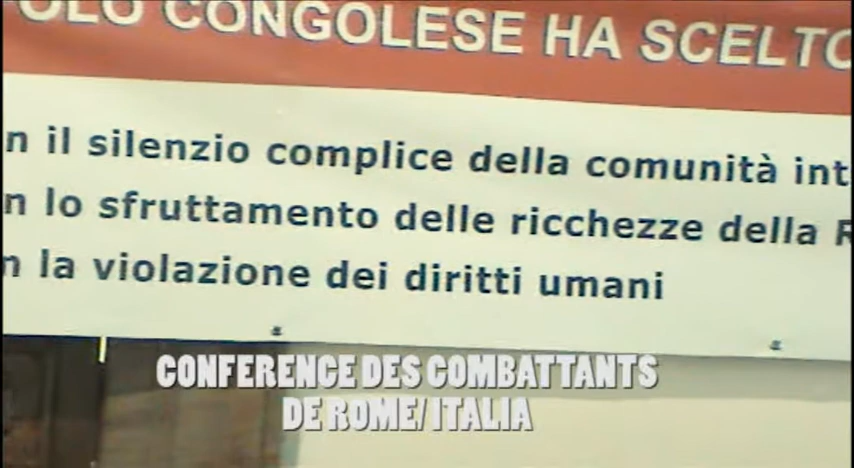 OLO CONGOLESE HA SCELTO
n il silenzio complice della comunità int
n lo sfruttamento delle ricchezze della R
n la violazione dei diritti umani
CONFERENCE DES COMBATTANTS
DE ROME/ITALIA